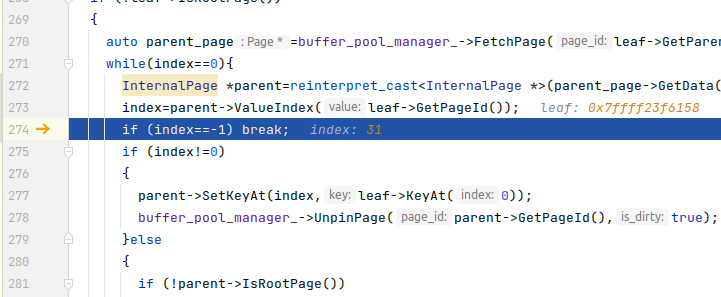 269 {
270 auto parent_page : Page * =buffer_pool_manager_->FetchPage( page_id: leaf->GetParen
271 while(index==0){
272 InternalPage *parent=reinterpret_cast<InternalPage *>(parent_page->GetData(
273 index=parent->ValueIndex( value: leaf->GetPageId()); leaf: 0x7ffff23f6158
274 if (index==-1) break; index: 31
275 if (index!=0)
276 {
277 parent->SetKeyAt(index, key: leaf->KeyAt( index: 0));
278 buffer_pool_manager_->UnpinPage( page_id: parent->GetPageId(), is_dirty: true);
279 }else
280 {
281 if (!parent->IsRootPage())